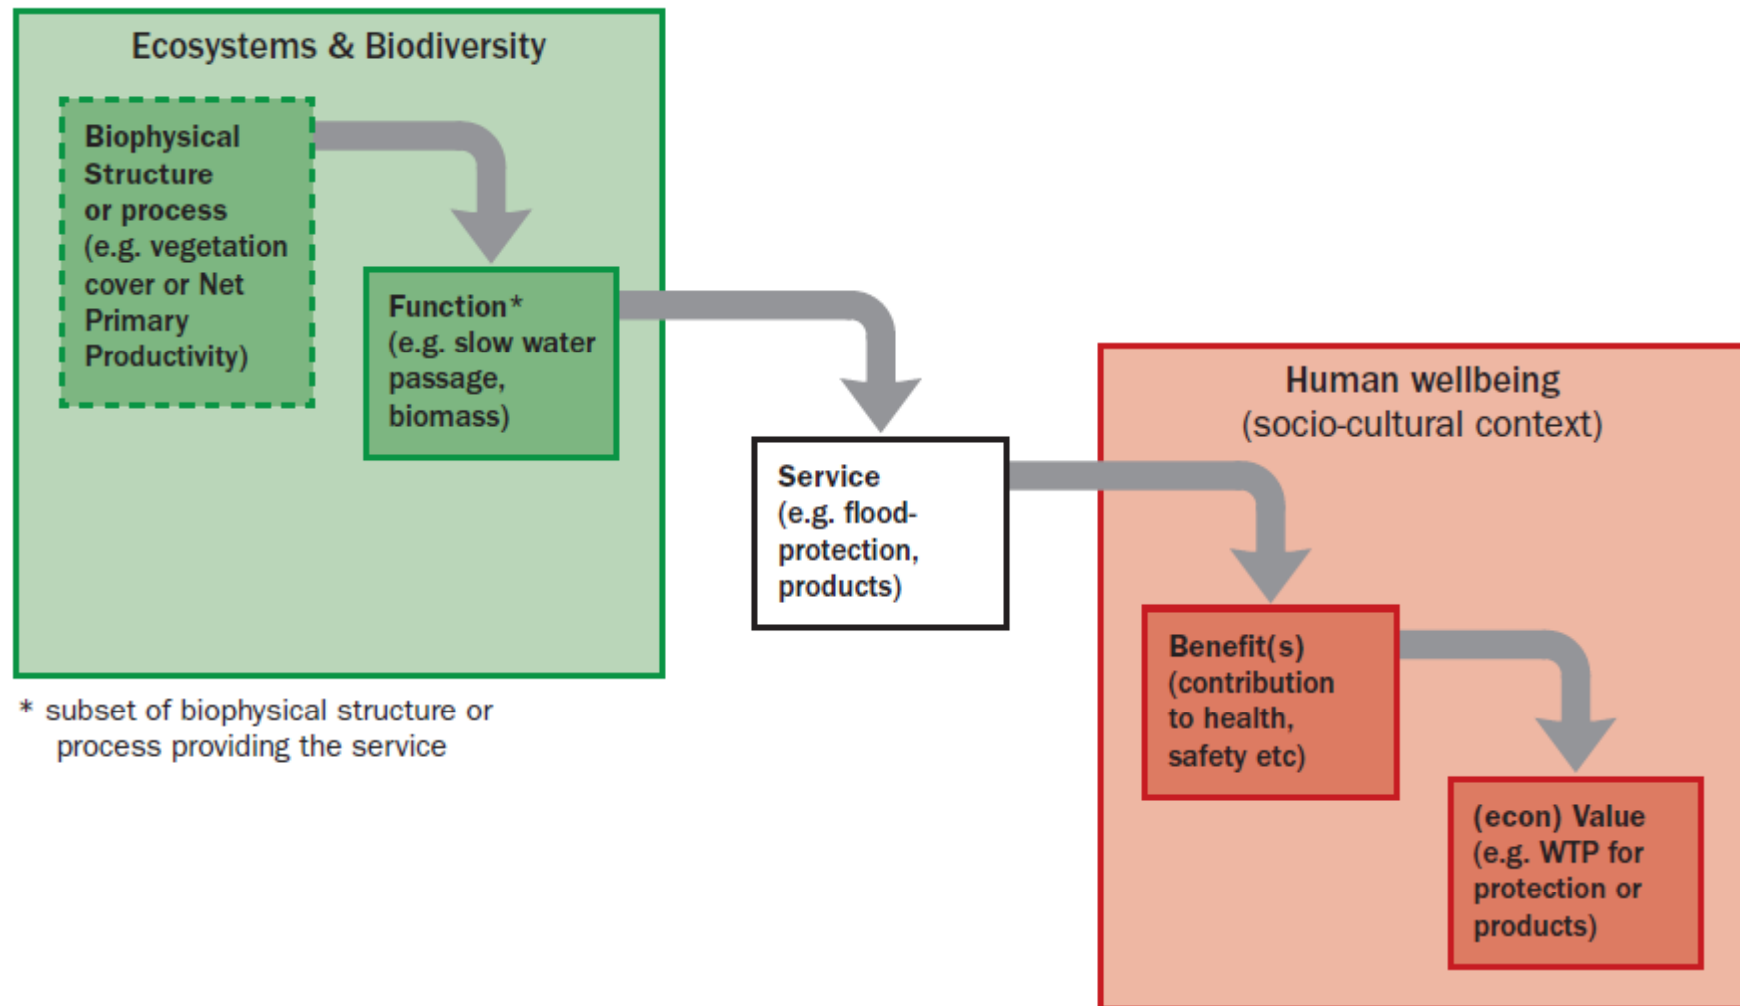 Ecosystems & Biodiversity
Biophysical
Structure
or process
(e.g. vegetation
cover or Net
Primary
Productivity)
Function*
(e.g. slow water
passage,
biomass)
Service
(e.g. flood-
protection,
products)
Human wellbeing
(socio-cultural context)
Benefit(s)
(contribution
to health,
safety etc)
(econ) Value
(e.g. WTP for
protection or
products)
* subset of biophysical structure or
process providing the service